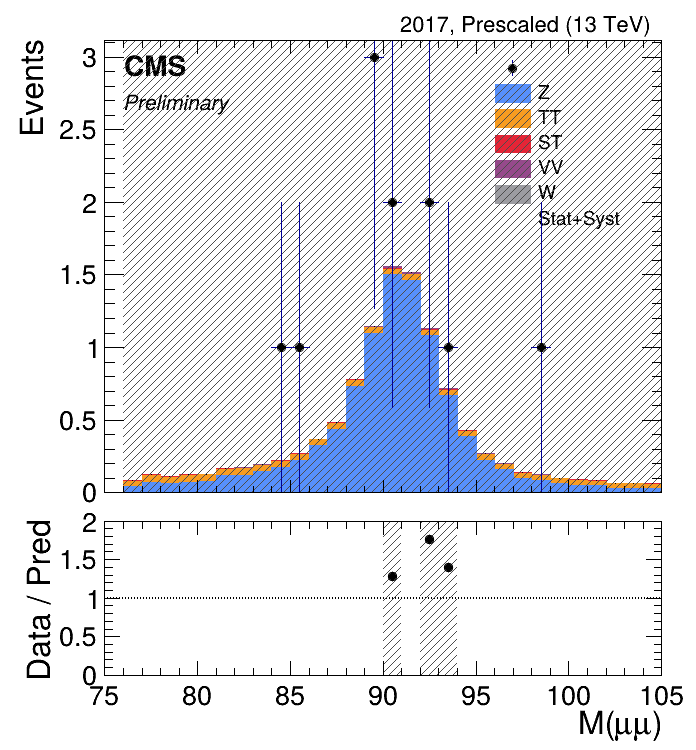 2017, Prescaled (13 TeV)
Events
CMS
Preliminary
Z
TT
ST
VV
W
Stat+Syst
3
2.5
2
1.5
1
0.5
0
Data / Pred
2
1.5
1
0.5
0
75 80 85 90 95 100 105
M(μμ)